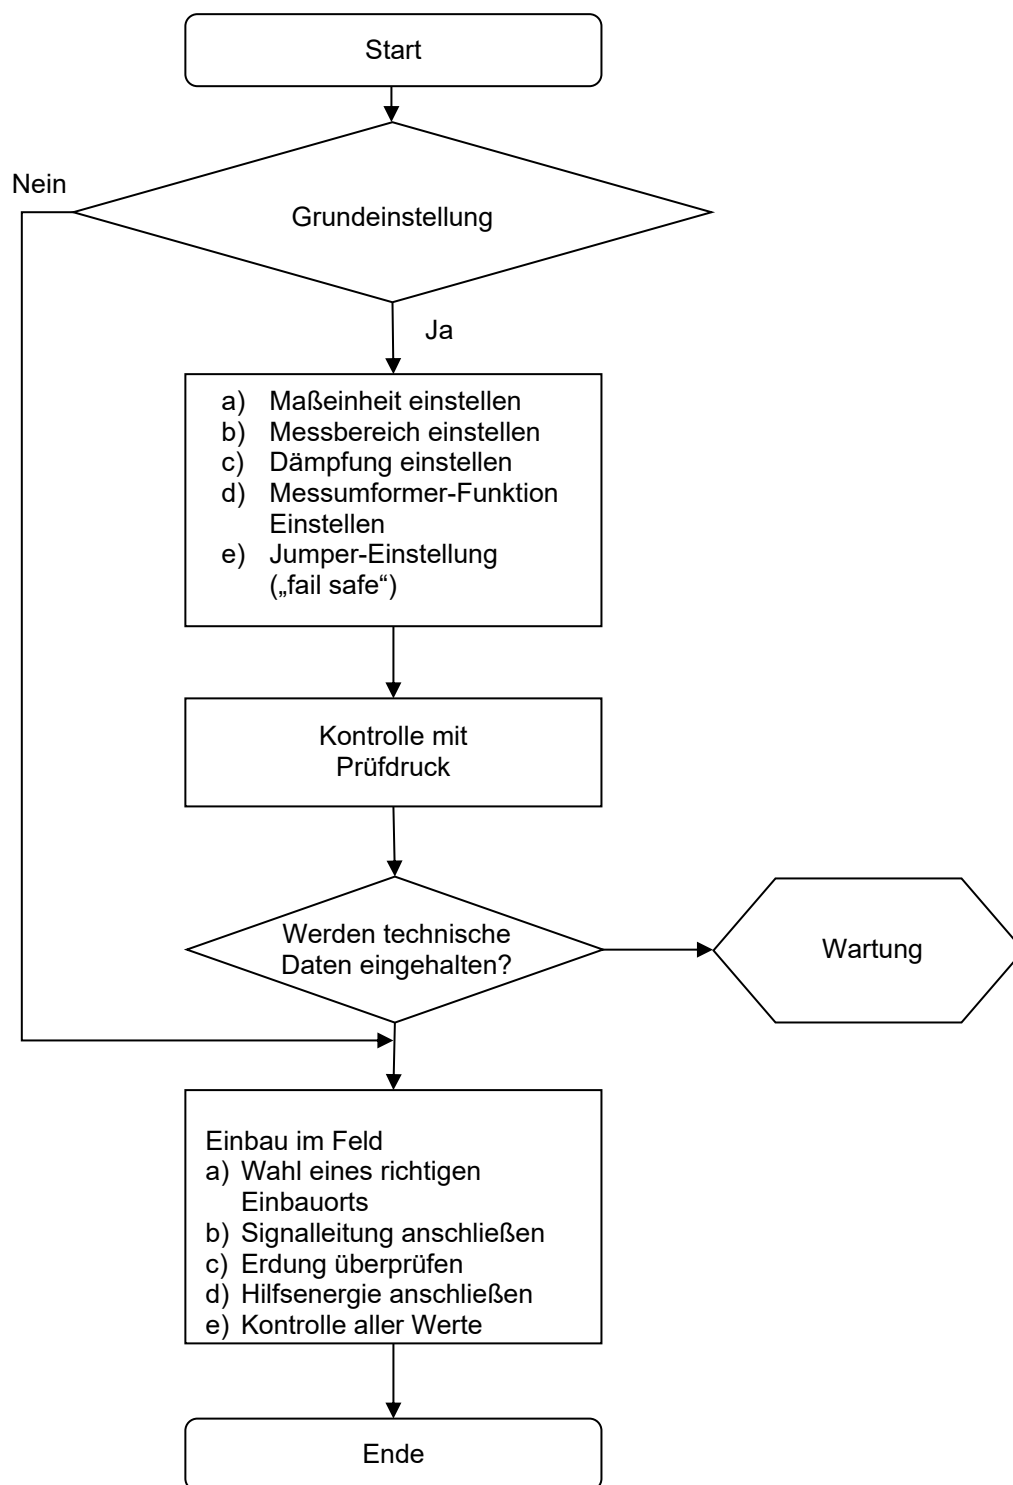 Start
Nein
Grundeinstellung
Ja
a) Maßeinheit einstellen
b) Messbereich einstellen
c) Dämpfung einstellen
d) Messumformer-Funktion
Einstellen
e) Jumper-Einstellung
(„fail safe“)
Kontrolle mit
Prüfdruck
Werden technische
Daten eingehalten?
Wartung
Einbau im Feld
a) Wahl eines richtigen
Einbauorts
b) Signalleitung anschließen
c) Erdung überprüfen
d) Hilfsenergie anschließen
e) Kontrolle aller Werte
Ende